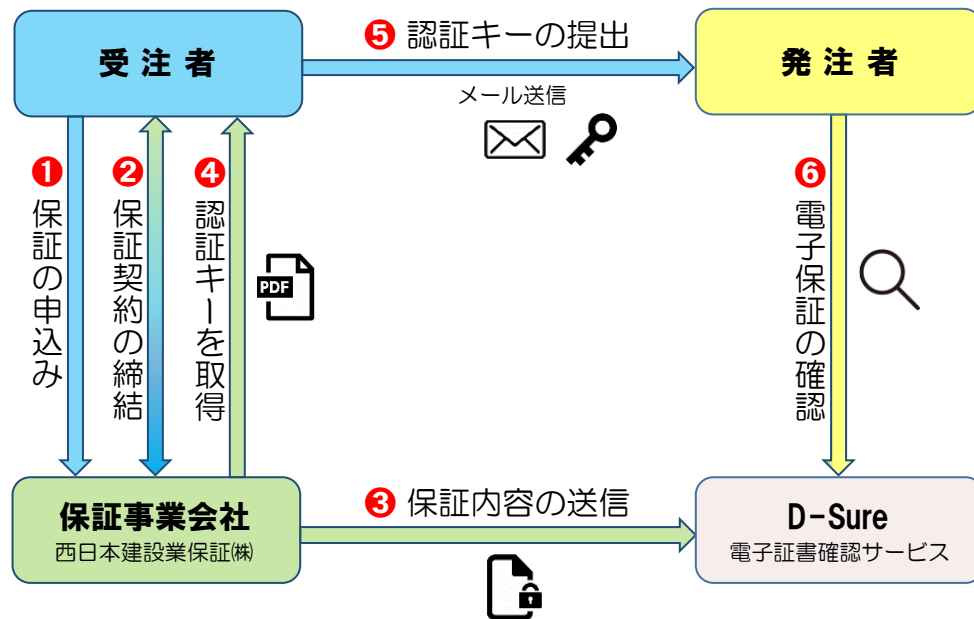 受注者
❺ 認証キーの提出
発注者
メール送信
❶ 保証の申込み
❷ 保証契約の締結
❹ 認証キーを取得
PDF
❻ 電子保証の確認
保証事業会社
西日本建設業保証㈱
❸ 保証内容の送信
D-Sure
電子証書確認サービス